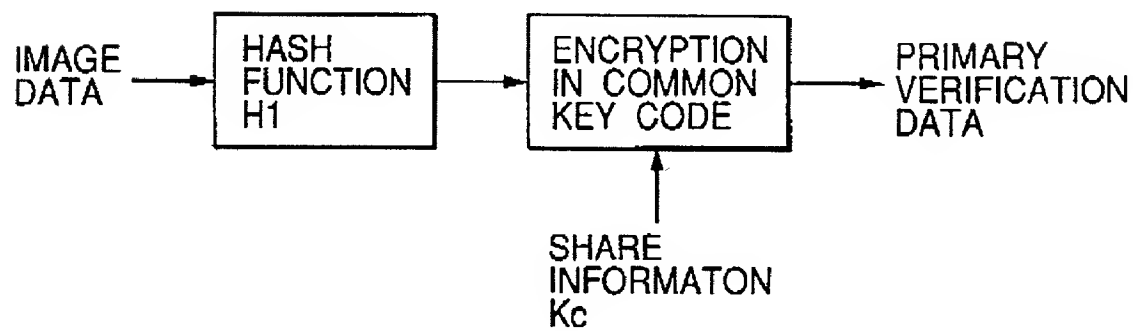 IMAGE
DATA
HASH
FUNCTION
H1
ENCRYPTION
IN COMMON
KEY CODE
PRIMARY
VERIFICATION
DATA
SHARE
INFORMATON
Kc